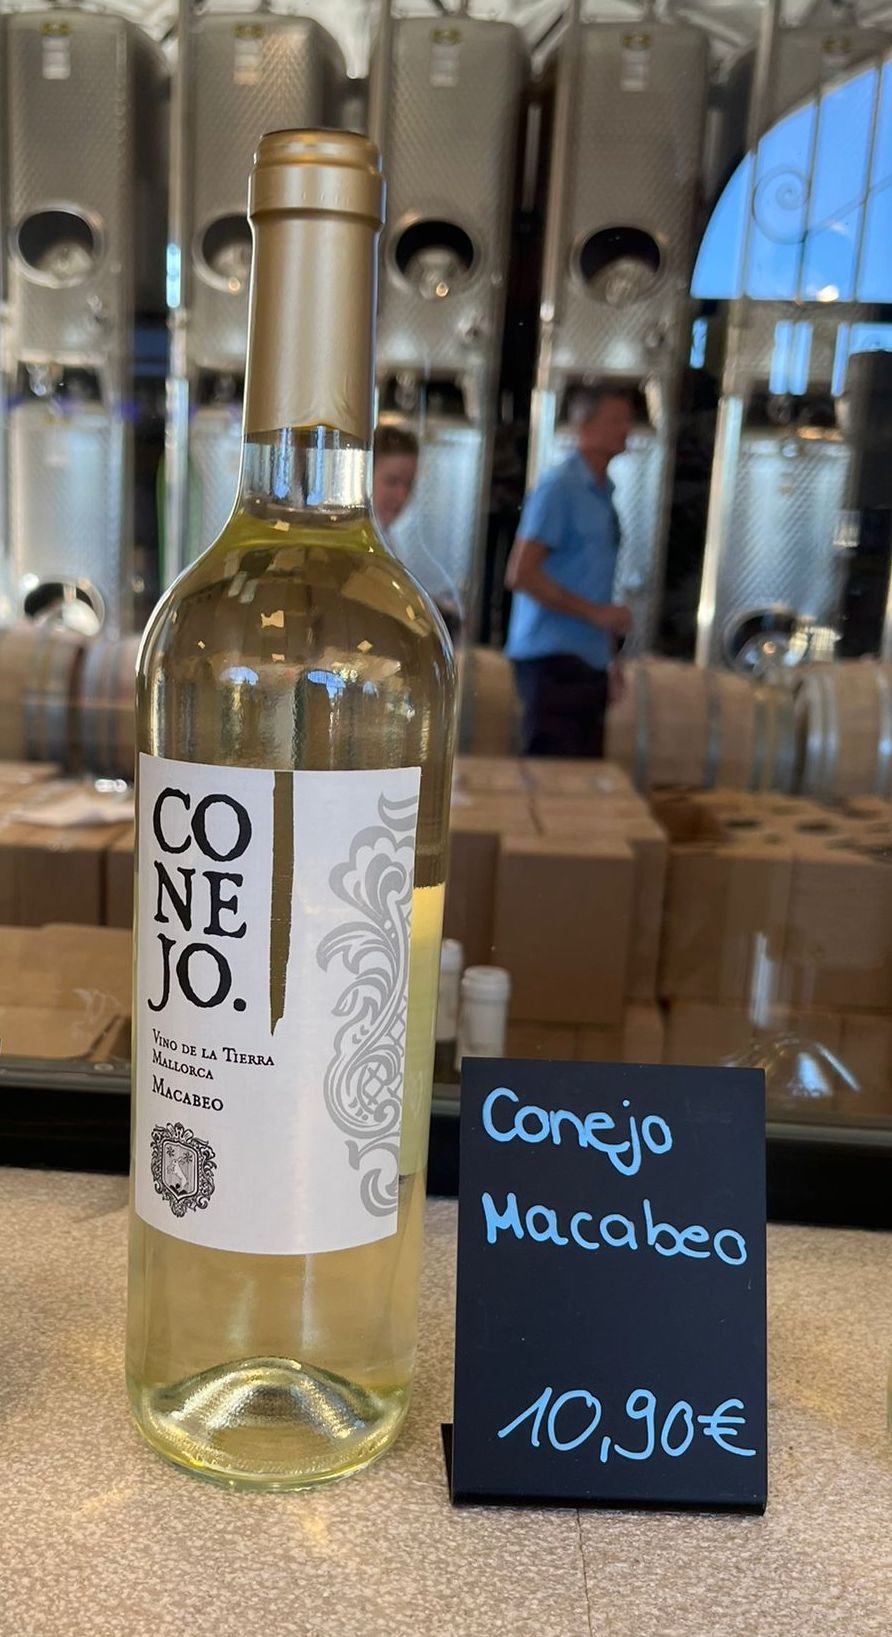 CO
NE
JO.
VINO DE LA TIERRA
MALLORCA
MACABEO
Conejo
Macabeo
10,90€